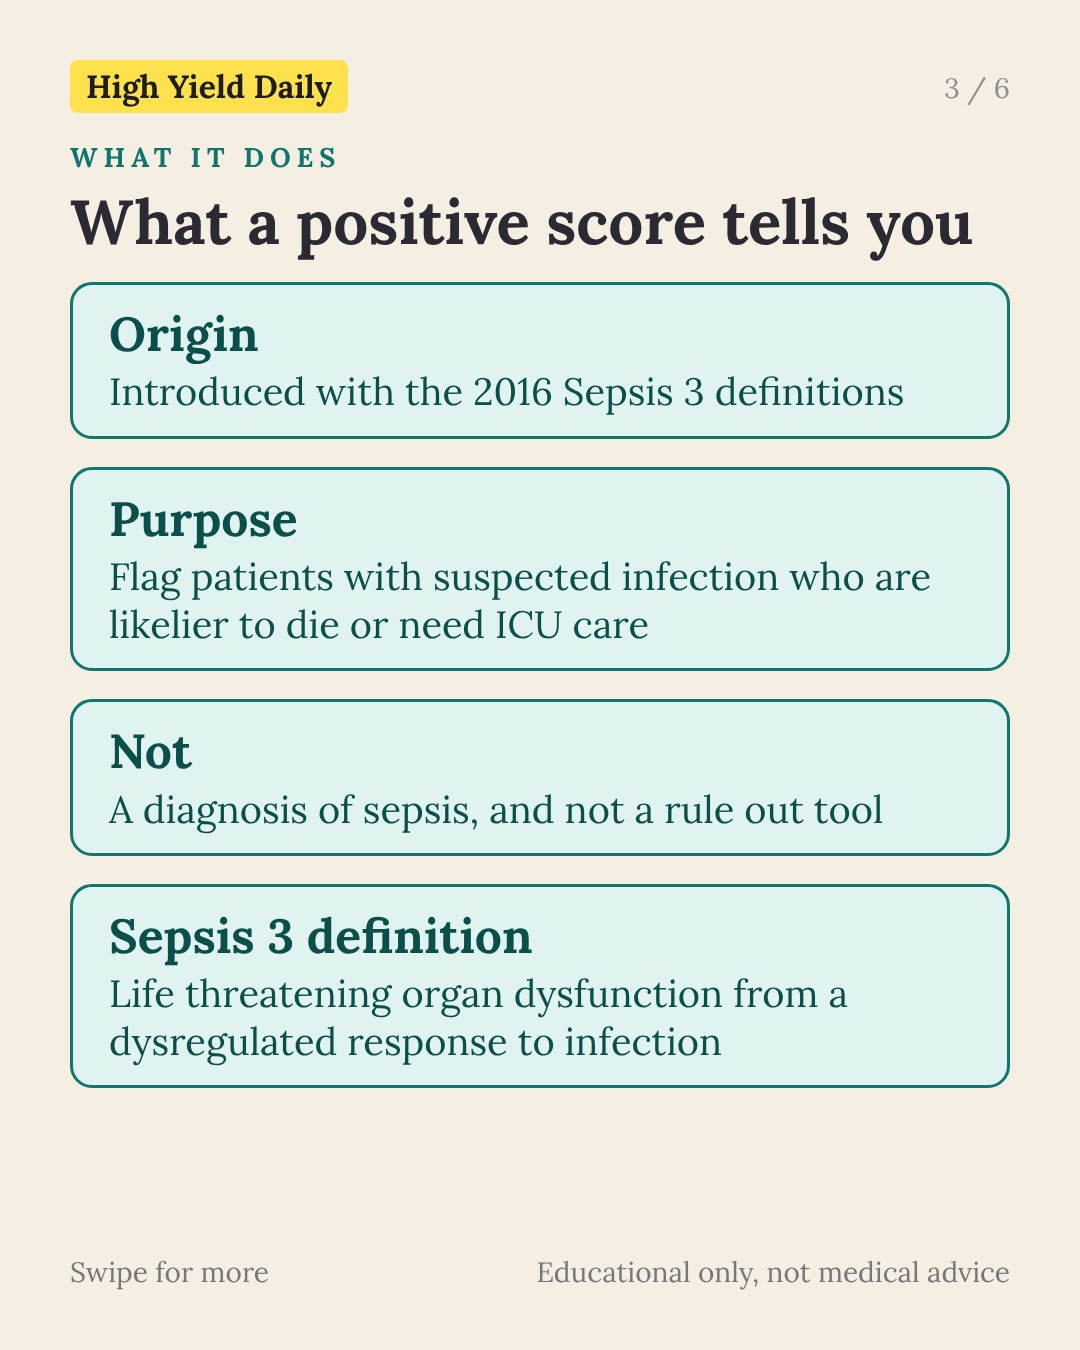 High Yield Daily
3 / 6
WHAT IT DOES
What a positive score tells you
Origin
Introduced with the 2016 Sepsis 3 definitions
Purpose
Flag patients with suspected infection who are
likelier to die or need ICU care
Not
A diagnosis of sepsis, and not a rule out tool
Sepsis 3 definition
Life threatening organ dysfunction from a
dysregulated response to infection
Swipe for more
Educational only, not medical advice